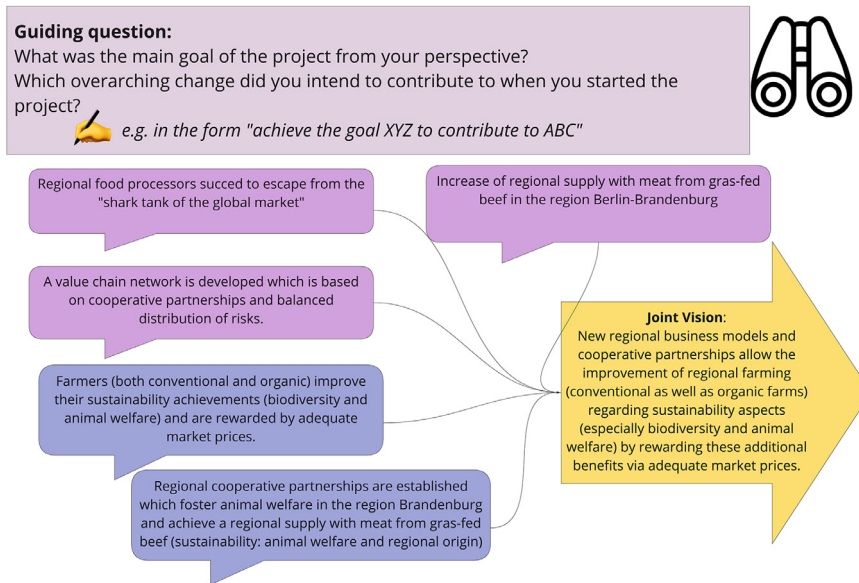 Guiding question:
What was the main goal of the project from your perspective?
Which overarching change did you intend to contribute to when you started the
project?
e.g. in the form "achieve the goal XYZ to contribute to ABC"
Regional food processors succed to escape from the
"shark tank of the global market"
Increase of regional supply with meat from gras-fed
beef in the region Berlin-Brandenburg
A value chain network is developed which is based
on cooperative partnerships and balanced
distribution of risks.
Farmers (both conventional and organic) improve
their sustainability achievements (biodiversity and
animal welfare) and are rewarded by adequate
market prices.
Regional cooperative partnerships are established
which foster animal welfare in the region Brandenburg
and achieve a regional supply with meat from gras-fed
beef (sustainability: animal welfare and regional origin)
Joint Vision:
New regional business models and
cooperative partnerships allow the
improvement of regional farming
(conventional as well as organic farms)
regarding sustainability aspects
(especially biodiversity and animal
welfare) by rewarding these additional
benefits via adequate market prices.